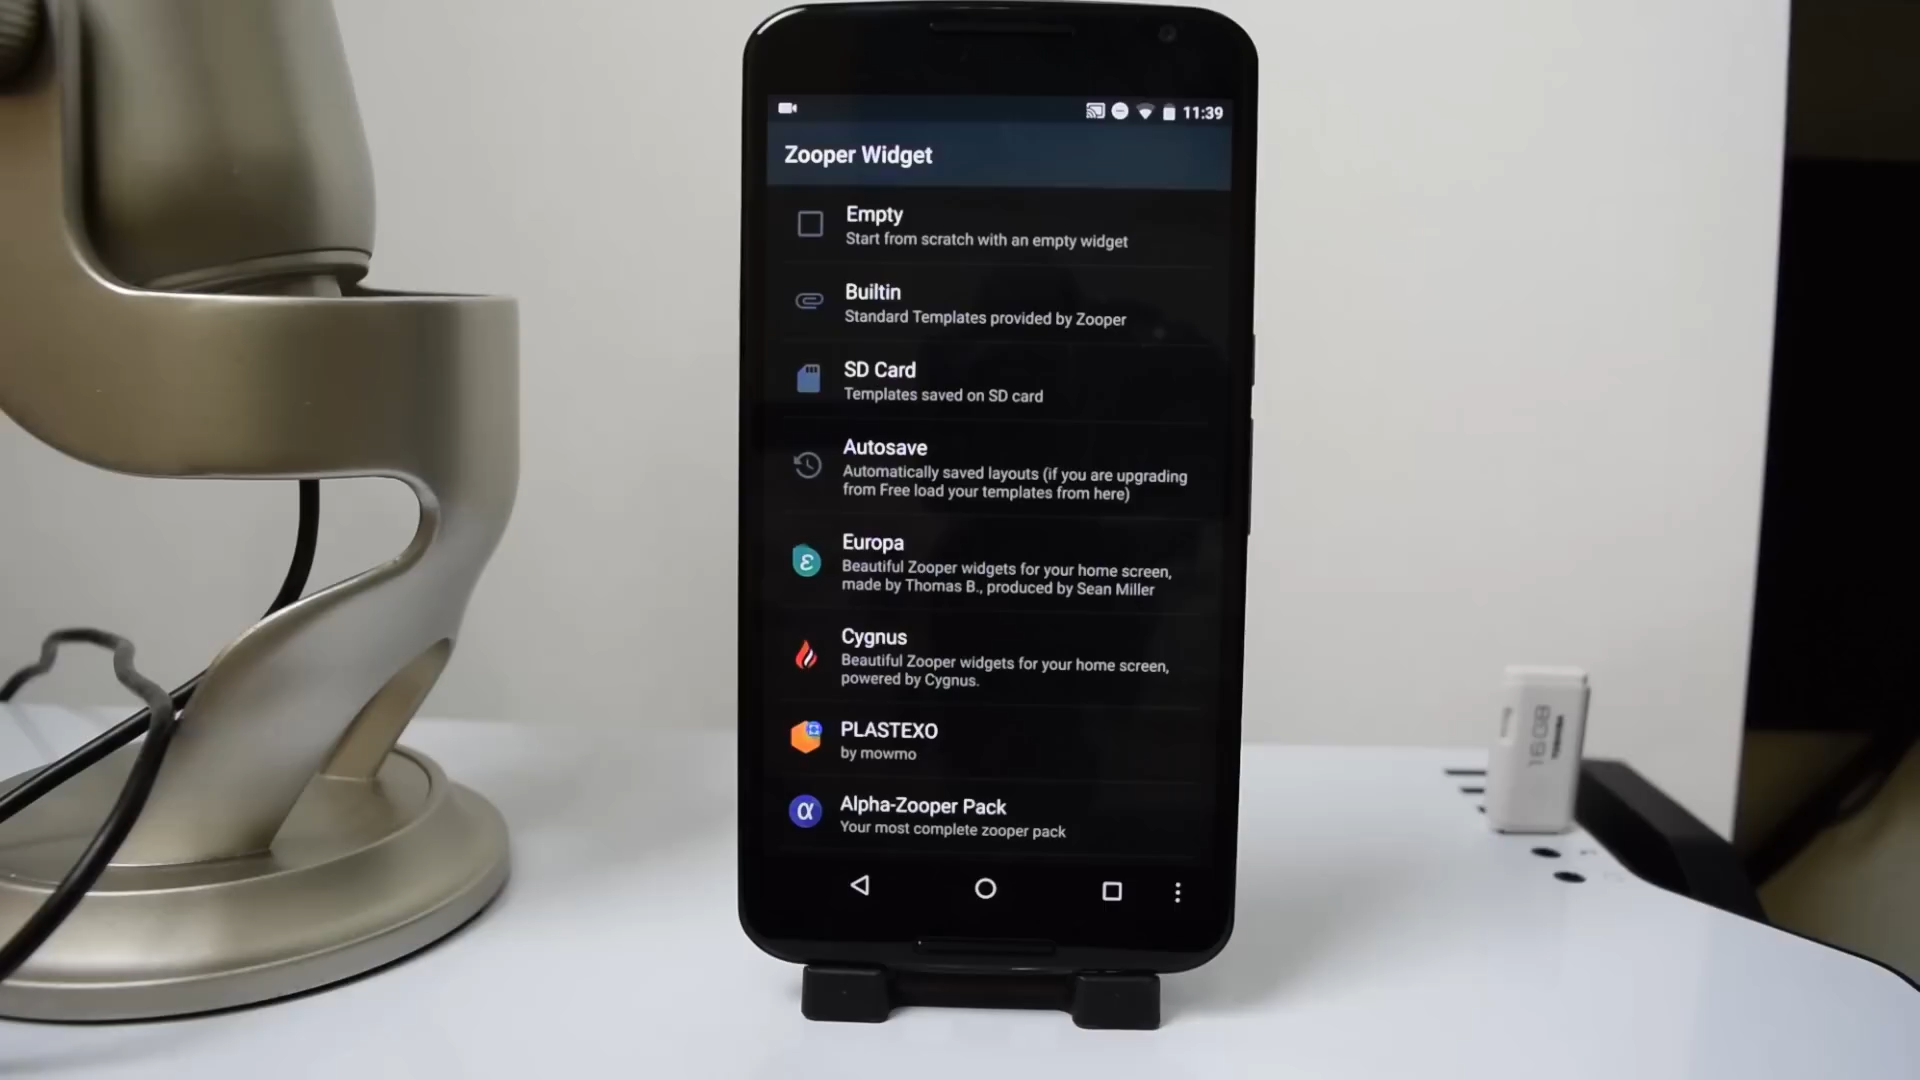 11:39
Zooper Widget
Empty
Start from scratch with an empty widget
Builtin
Standard Templates provided by Zooper
SD Card
Templates saved on SD card
Autosave
Automatically saved layouts (if you are upgrading
from Free load your templates from here)
Europa
Beautiful Zooper widgets for your home screen,
made by Thomas B., produced by Sean Miller
Cygnus
Beautiful Zooper widgets for your home screen,
powered by Cygnus.
PLASTEXO
by mowmo
α
Alpha-Zooper Pack
Your most complete zooper pack
16GB
TOSHIBA